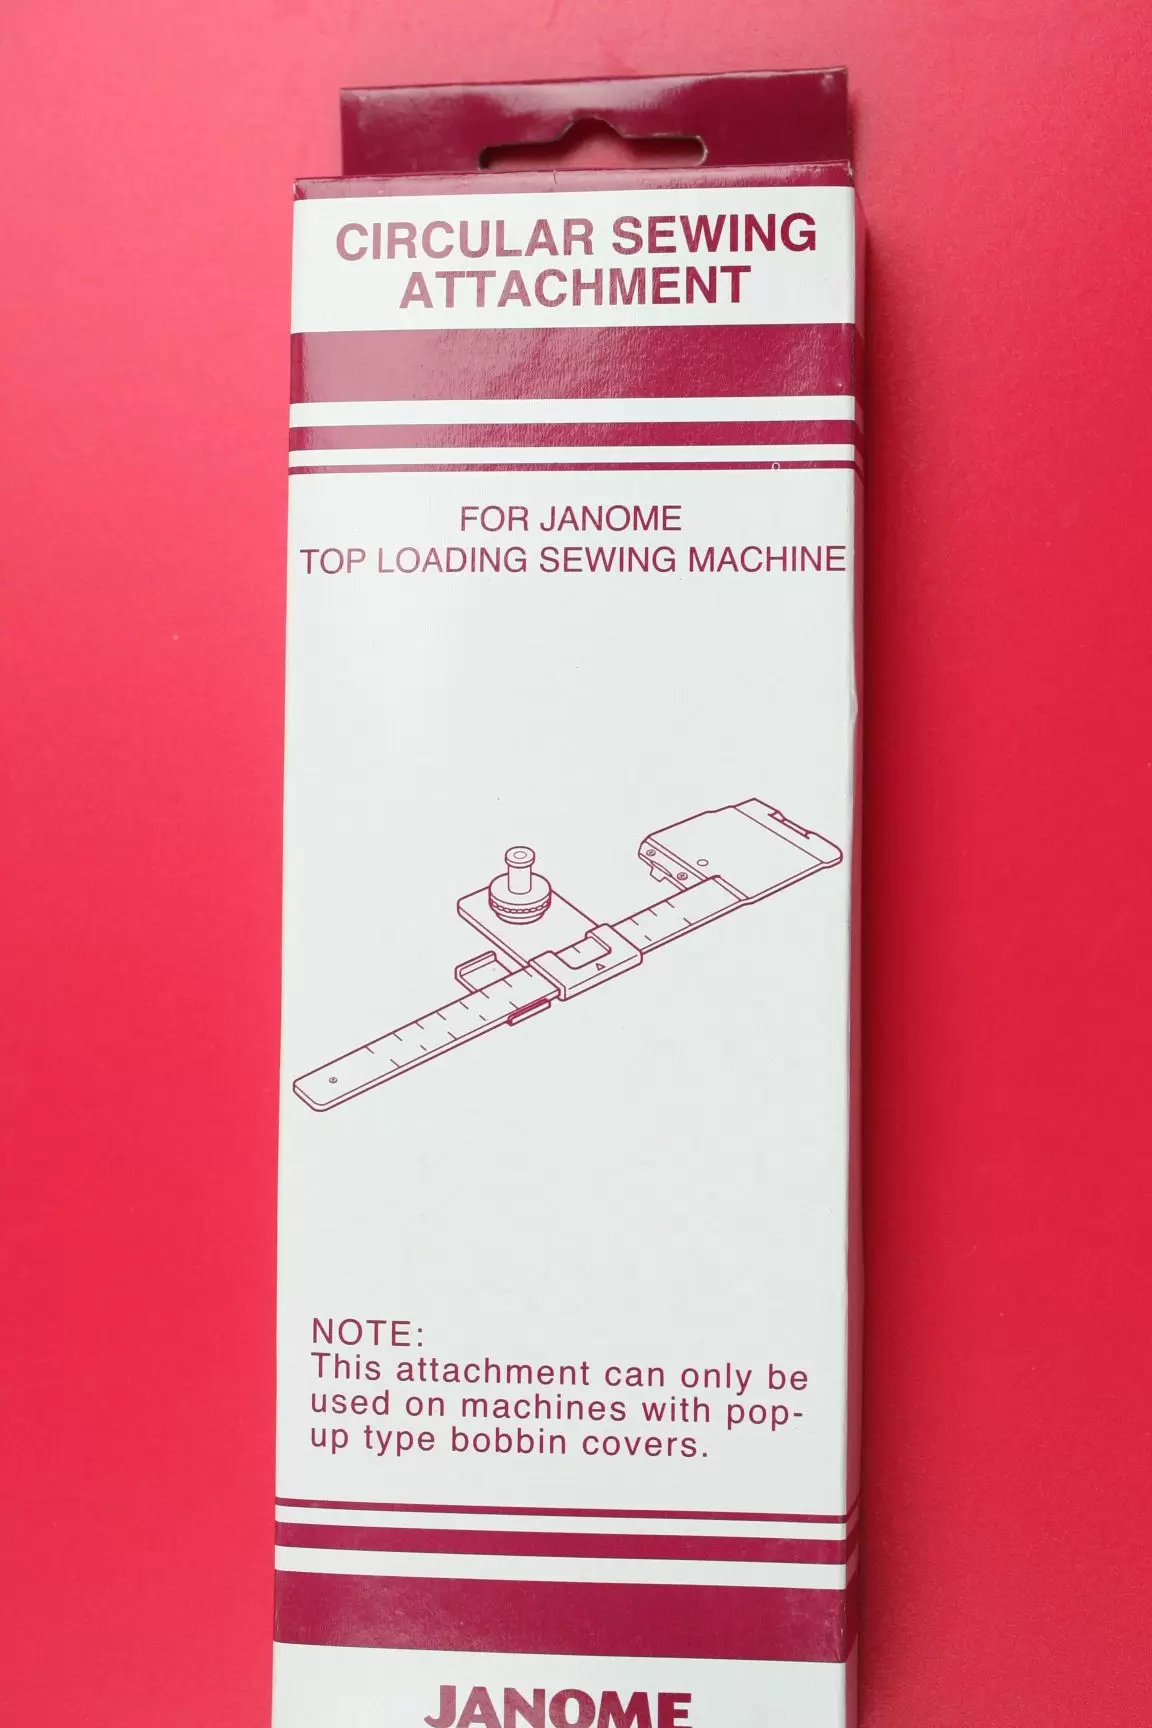 CIRCULAR SEWING
ATTACHMENT
FOR JANOME
TOP LOADING SEWING MACHINE
NOTE:
This attachment can only be
used on machines with pop-
up type bobbin covers.
JANOME